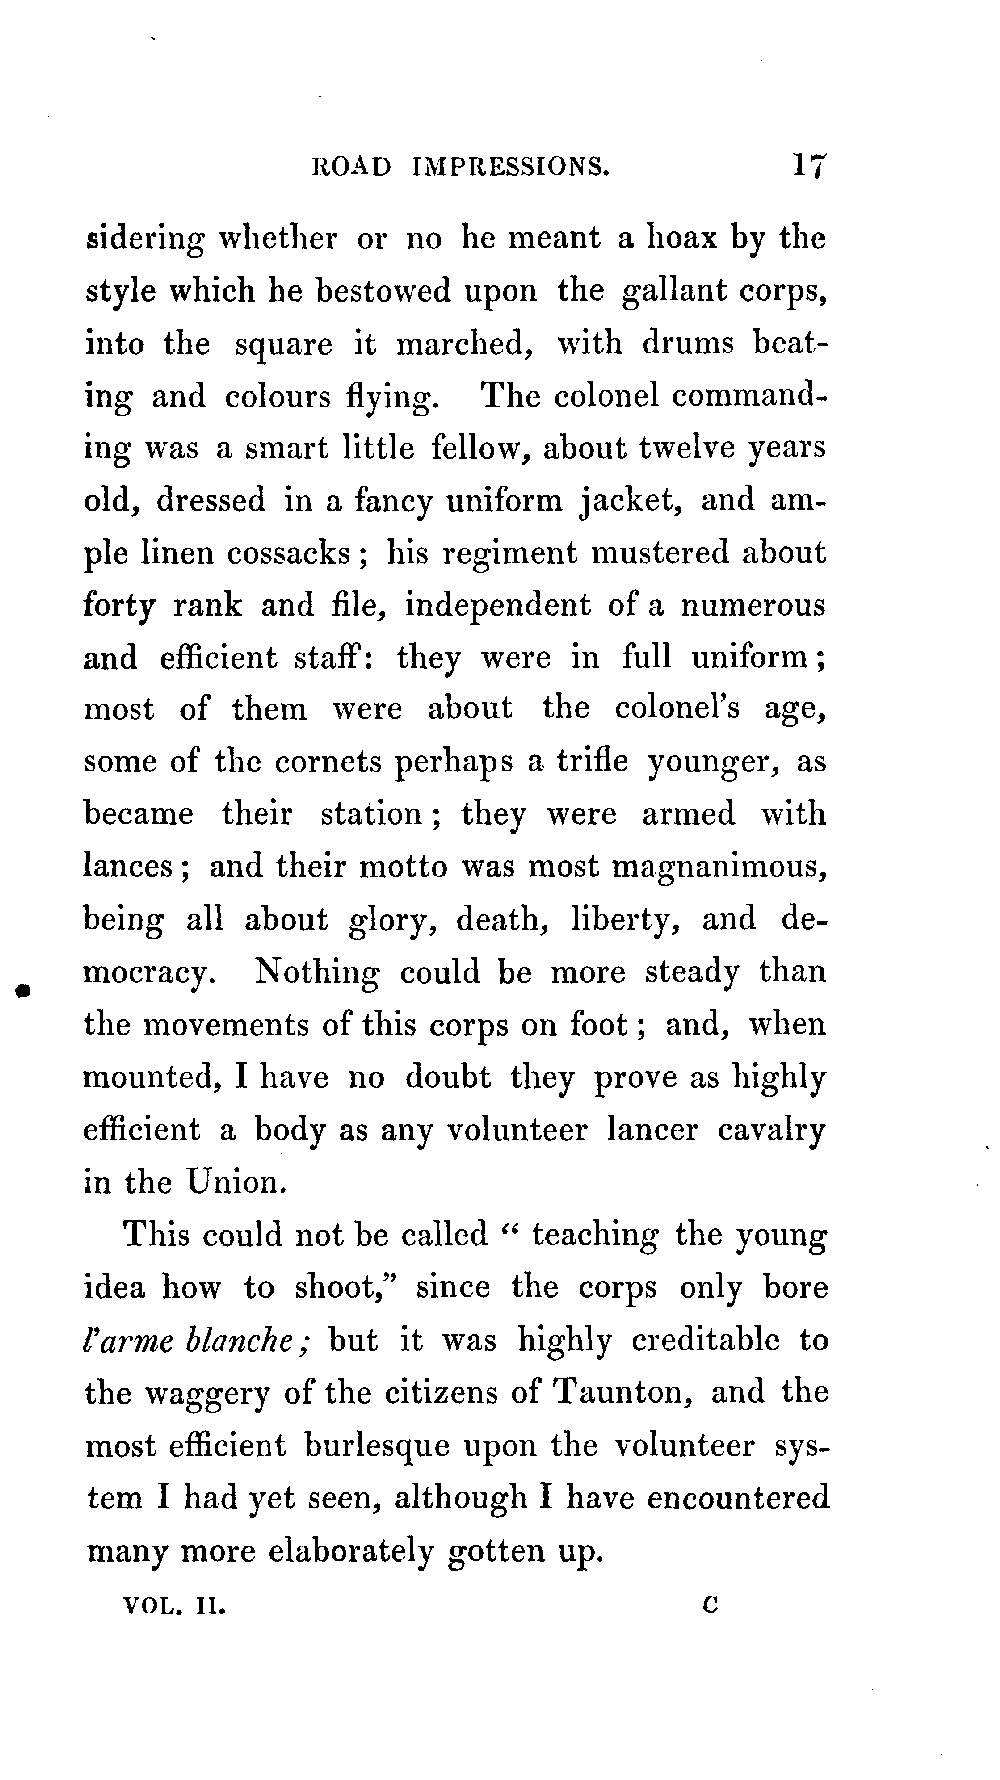 ROAD IMPRESSIONS. 17
sidering whether or no he meant a hoax by the
style which he bestowed upon the gallant corps,
into the square it marched, with drums beat-
ing and colours flying. The colonel command-
ing was a smart little fellow, about twelve years
old, dressed in a fancy uniform jacket, and am-
ple linen cossacks; his regiment mustered about
forty rank and file, independent of a numerous
and efficient staff: they were in full uniform;
most of them were about the colonel's age,
some of the cornets perhaps a trifle younger, as
became their station; they were armed with
lances; and their motto was most magnanimous,
being all about glory, death, liberty, and de-
mocracy. Nothing could be more steady than
the movements of this corps on foot; and, when
mounted, I have no doubt they prove as highly
efficient a body as any volunteer lancer cavalry
in the Union.
This could not be called "teaching the young
idea how to shoot," since the corps only bore
l'arme blanche; but it was highly creditable to
the waggery of the citizens of Taunton, and the
most efficient burlesque upon the volunteer sys-
tem I had yet seen, although I have encountered
many more elaborately gotten up.
VOL. II. C